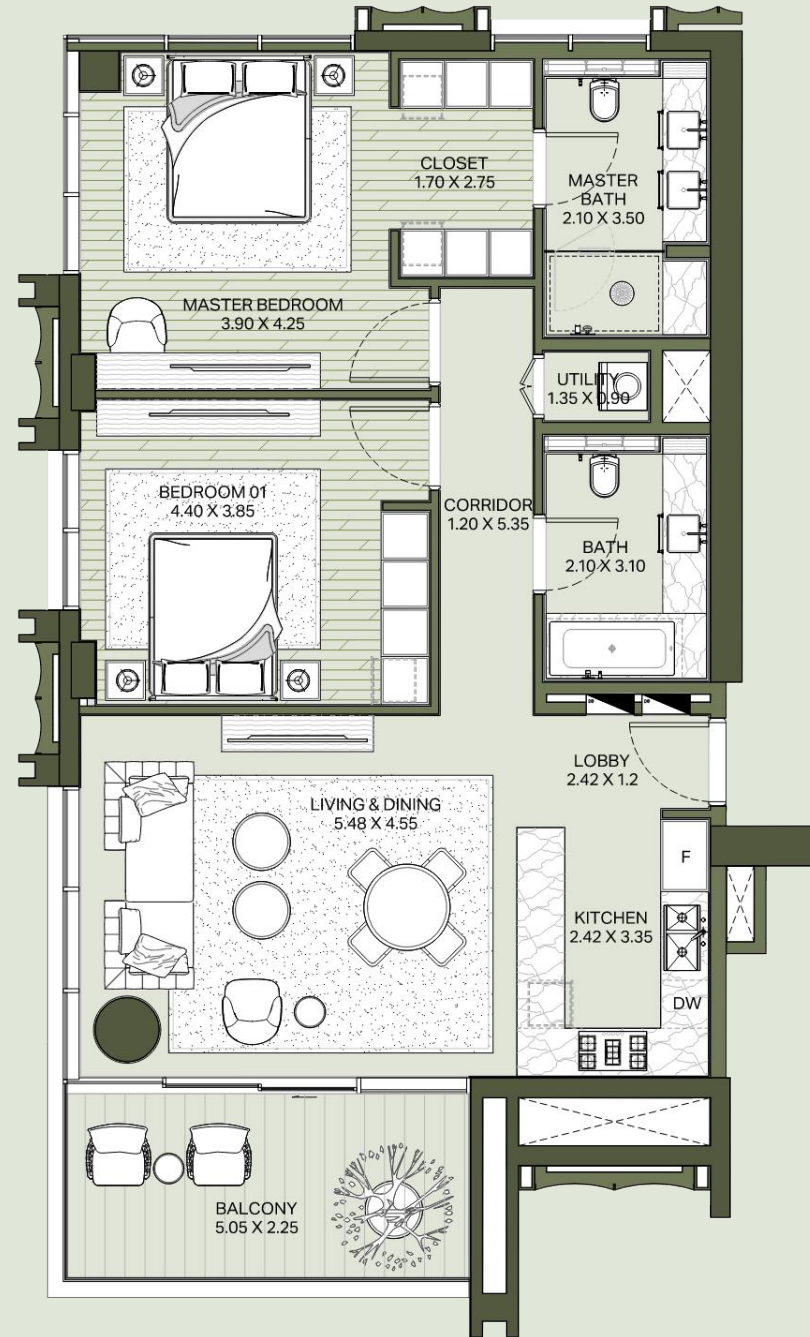 CLOSET
1.70 X 2.75
MASTER
BATH
2.10 X 3.50
MASTER BEDROOM
3.90 X 4.25
UTILITY
1.35 X 0.90
BEDROOM 01
4.40 X 3.85
CORRIDOR
1.20 X 5.35
BATH
2.10 X 3.10
LOBBY
2.42 X 1.2
LIVING & DINING
5.48 X 4.55
F
KITCHEN
2.42 X 3.35
DW
BALCONY
5.05 X 2.25